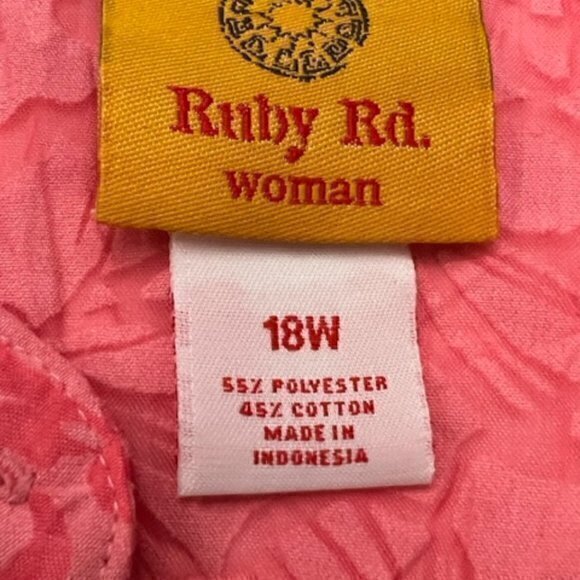 Ruby Rd.
woman
18W
55% POLYESTER
45% COTTON
MADE IN
INDONESIA